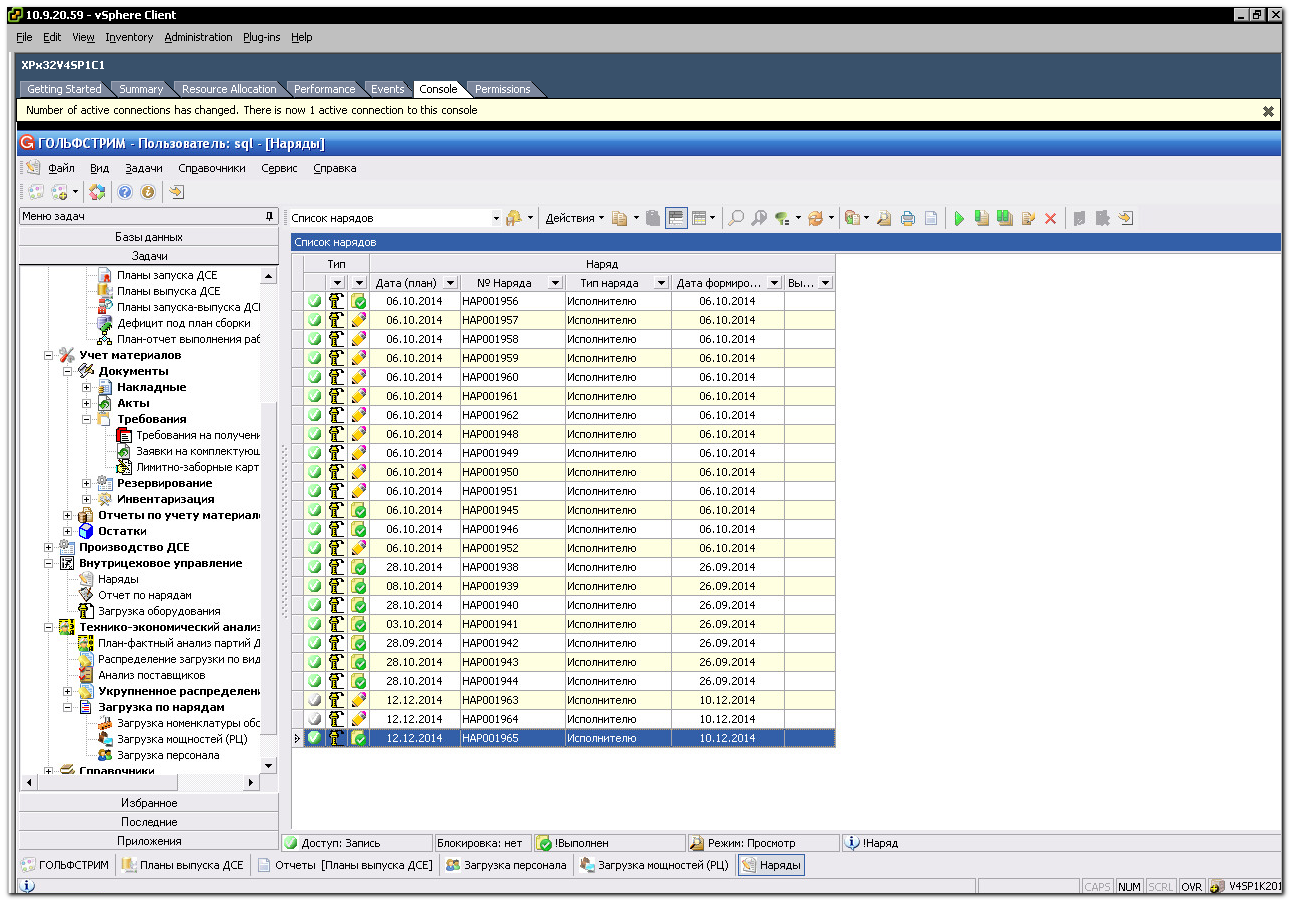 10.9.20.59 - vSphere Client
File Edit View Inventory Administration Plug-ins Help
XPx32V4SP1C1
Getting Started Summary Resource Allocation Performance Events Console Permissions
Number of active connections has changed. There is now 1 active connection to this console
ГОЛЬФСТРИМ - Пользователь: sql - [Наряды]
Файл Вид Задачи Справочники Сервис Справка
Меню задач
Базы данных
Задачи
Планы запуска ДСЕ
Планы выпуска ДСЕ
Планы запуска-выпуска ДСЕ
Дефицит под план сборки
План-отчет выполнения раб
Учет материалов
Документы
Накладные
Акты
Требования
Требования на получени
Заявки на комплектующ
Лимитно-заборные карт
Резервирование
Инвентаризация
Отчеты по учету материал
Остатки
Производство ДСЕ
Внутрицеховое управление
Наряды
Отчет по нарядам
Загрузка оборудования
Технико-экономический анализ
План-фактный анализ партий Д
Распределение загрузки по вид
Анализ поставщиков
Укрупненное распределени
Загрузка по нарядам
Загрузка номенклатуры обо
Загрузка мощностей (РЦ)
Загрузка персонала
Справочники
Избранное
Последние
Приложения
Список нарядов Действия
Список нарядов
Тип Наряд
Дата (план) № Наряда Тип наряда Дата формиро... Вы...
06.10.2014 НАР001956 Исполнителю 06.10.2014
06.10.2014 НАР001957 Исполнителю 06.10.2014
06.10.2014 НАР001958 Исполнителю 06.10.2014
06.10.2014 НАР001959 Исполнителю 06.10.2014
06.10.2014 НАР001960 Исполнителю 06.10.2014
06.10.2014 НАР001961 Исполнителю 06.10.2014
06.10.2014 НАР001962 Исполнителю 06.10.2014
06.10.2014 НАР001948 Исполнителю 06.10.2014
06.10.2014 НАР001949 Исполнителю 06.10.2014
06.10.2014 НАР001950 Исполнителю 06.10.2014
06.10.2014 НАР001951 Исполнителю 06.10.2014
06.10.2014 НАР001945 Исполнителю 06.10.2014
06.10.2014 НАР001946 Исполнителю 06.10.2014
06.10.2014 НАР001952 Исполнителю 06.10.2014
28.10.2014 НАР001938 Исполнителю 26.09.2014
08.10.2014 НАР001939 Исполнителю 26.09.2014
28.10.2014 НАР001940 Исполнителю 26.09.2014
03.10.2014 НАР001941 Исполнителю 26.09.2014
28.09.2014 НАР001942 Исполнителю 26.09.2014
28.10.2014 НАР001943 Исполнителю 26.09.2014
28.10.2014 НАР001944 Исполнителю 26.09.2014
12.12.2014 НАР001963 Исполнителю 10.12.2014
12.12.2014 НАР001964 Исполнителю 10.12.2014
12.12.2014 НАР001965 Исполнителю 10.12.2014
Доступ: Запись Блокировка: нет !Выполнен Режим: Просмотр !Наряд
ГОЛЬФСТРИМ Планы выпуска ДСЕ Отчеты [Планы выпуска ДСЕ] Загрузка персонала Загрузка мощностей (РЦ) Наряды
CAPS NUM SCRL OVR V4SP1K201